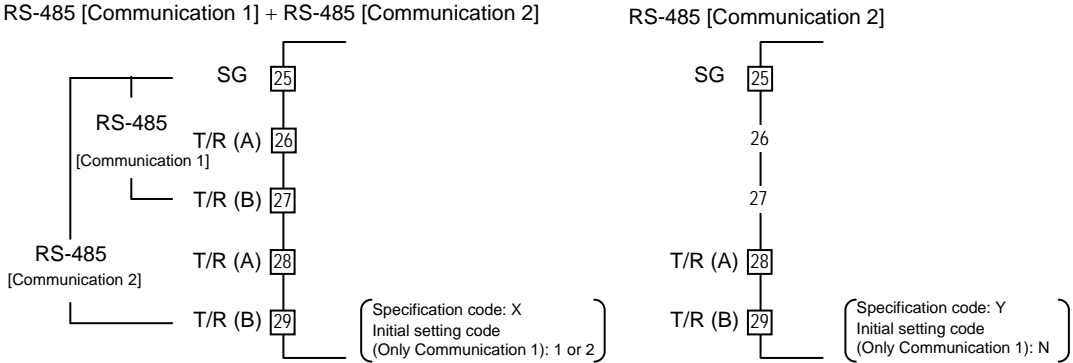 RS-485 [Communication 1] + RS-485 [Communication 2]
SG 25
RS-485
[Communication 1]
T/R (A) 26
T/R (B) 27
RS-485
[Communication 2]
T/R (A) 28
T/R (B) 29
Specification code: X
Initial setting code
(Only Communication 1): 1 or 2
RS-485 [Communication 2]
SG 25
26
27
T/R (A) 28
T/R (B) 29
Specification code: Y
Initial setting code
(Only Communication 1): N